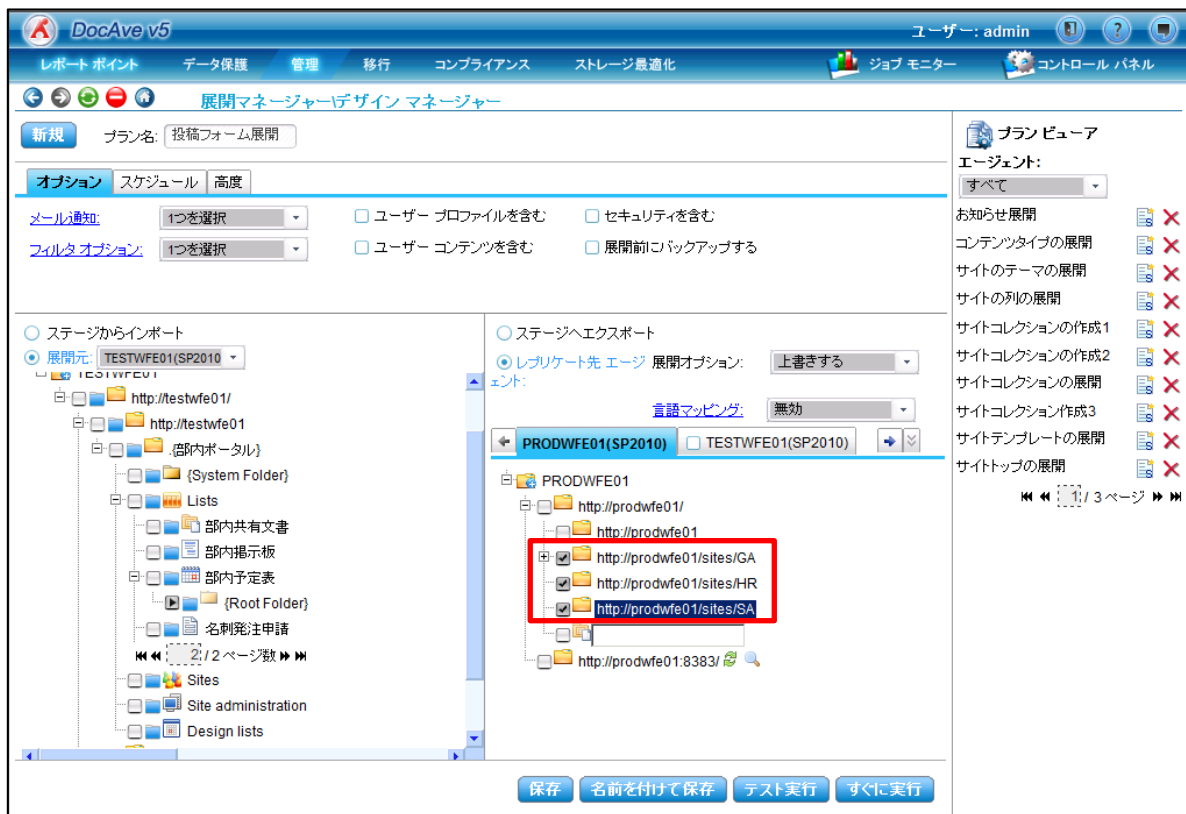 DocAve v5
ユーザー: admin
レポート ポイント データ保護 管理 移行 コンプライアンス ストレージ最適化 ジョブ モニター コントロール パネル
展開マネージャー\デザイン マネージャー
新規 プラン名: 投稿フォーム展開
オプション スケジュール 高度
メール通知: 1つを選択 ユーザー プロファイルを含む セキュリティを含む
フィルタ オプション: 1つを選択 ユーザー コンテンツを含む 展開前にバックアップする
ステージからインポート
展開元: TESTWFE01(SP2010
TESTWFE01
http://testwfe01/
http://testwfe01
.{部内ポータル}
{System Folder}
Lists
部内共有文書
部内掲示板
部内予定表
{Root Folder}
名刺発注申請
2 / 2 ページ数
Sites
Site administration
Design lists
ステージへエクスポート
レプリケート先 エージェント: 展開オプション: 上書きする
言語マッピング: 無効
PRODWFE01(SP2010) TESTWFE01(SP2010)
PRODWFE01
http://prodwfe01/
http://prodwfe01
http://prodwfe01/sites/GA
http://prodwfe01/sites/HR
http://prodwfe01/sites/SA
http://prodwfe01:8383/
保存 名前を付けて保存 テスト実行 すぐに実行
プラン ビューア
エージェント:
すべて
お知らせ展開
コンテンツタイプの展開
サイトのテーマの展開
サイトの列の展開
サイトコレクションの作成1
サイトコレクションの作成2
サイトコレクションの展開
サイトコレクション作成3
サイトテンプレートの展開
サイトトップの展開
1 / 3 ページ